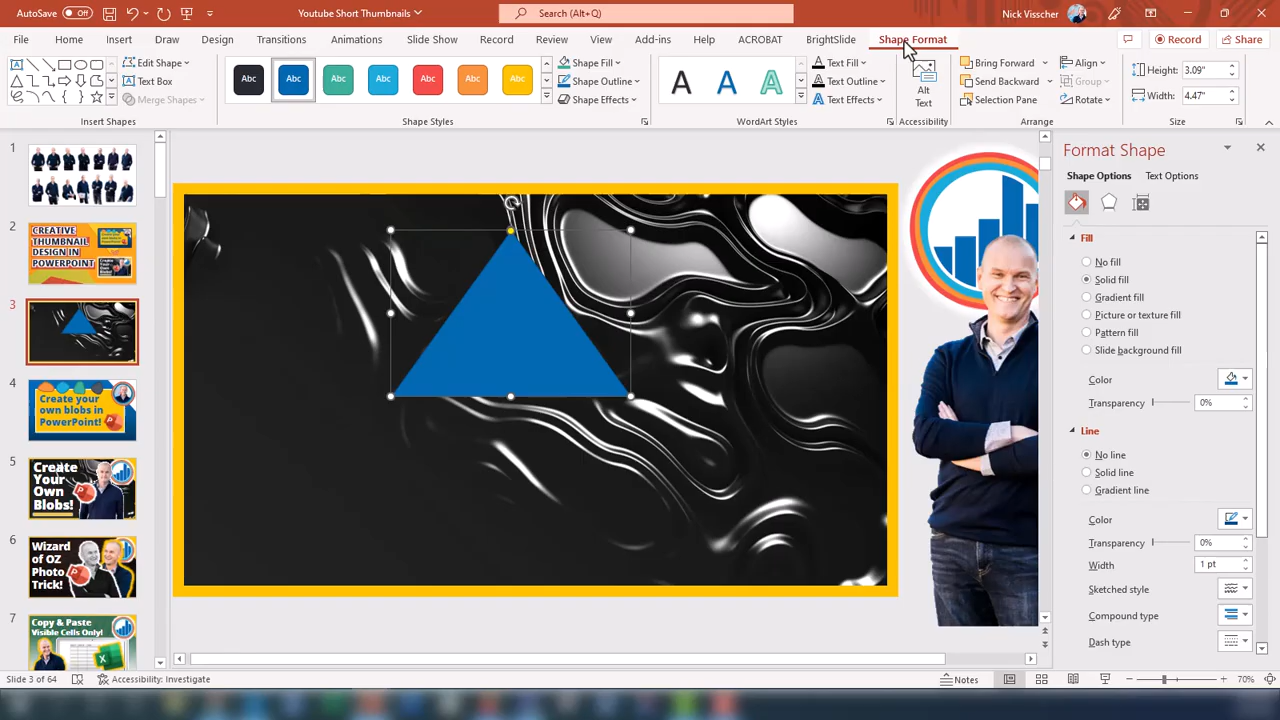 AutoSave Off Youtube Short Thumbnails Search (Alt+Q) Nick Visscher
File Home Insert Draw Design Transitions Animations Slide Show Record Review View Add-ins Help ACROBAT BrightSlide Shape Format Record Share
Edit Shape
Text Box
Merge Shapes
Insert Shapes
Abc Abc Abc Abc Abc Abc Abc
Shape Fill
Shape Outline
Shape Effects
Shape Styles
A A A
Text Fill
Text Outline
Text Effects
WordArt Styles
Alt
Text
Accessibility
Bring Forward
Send Backward
Selection Pane
Align
Group
Rotate
Arrange
Height: 3.09"
Width: 4.47"
Size
1
2
CREATIVE
THUMBNAIL
DESIGN IN
POWERPOINT
3
4
Create your
own blobs in
PowerPoint!
5
Create
Your
Own
Blobs!
6
Wizard
of OZ
Photo
Trick!
7
Copy & Paste
Visible Cells Only!
Format Shape
Shape Options Text Options
Fill
No fill
Solid fill
Gradient fill
Picture or texture fill
Pattern fill
Slide background fill
Color
Transparency 0%
Line
No line
Solid line
Gradient line
Color
Transparency 0%
Width 1 pt
Sketched style
Compound type
Dash type
Slide 3 of 64 Accessibility: Investigate Notes 70%